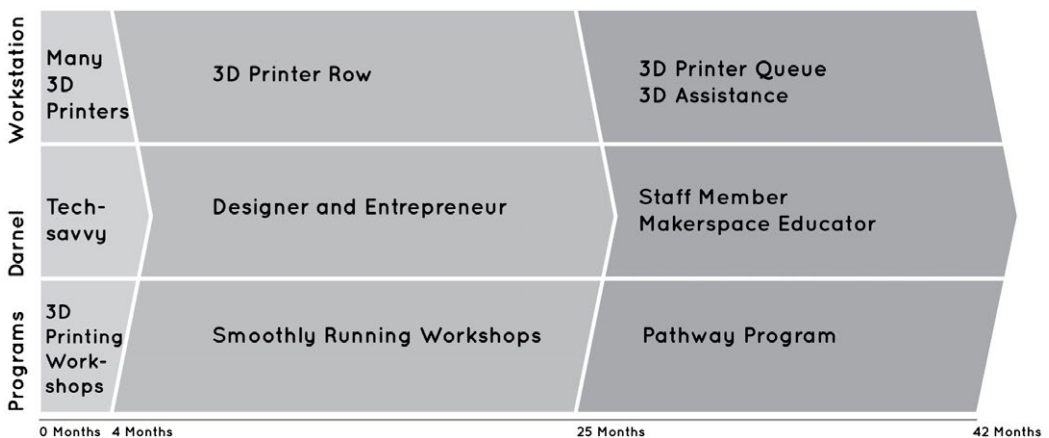 Workstation
Many
3D
Printers
3D Printer Row
3D Printer Queue
3D Assistance
Darnel
Tech-
savvy
Designer and Entrepreneur
Staff Member
Makerspace Educator
Programs
3D
Printing
Work-
shops
Smoothly Running Workshops
Pathway Program
0 Months 4 Months 25 Months 42 Months